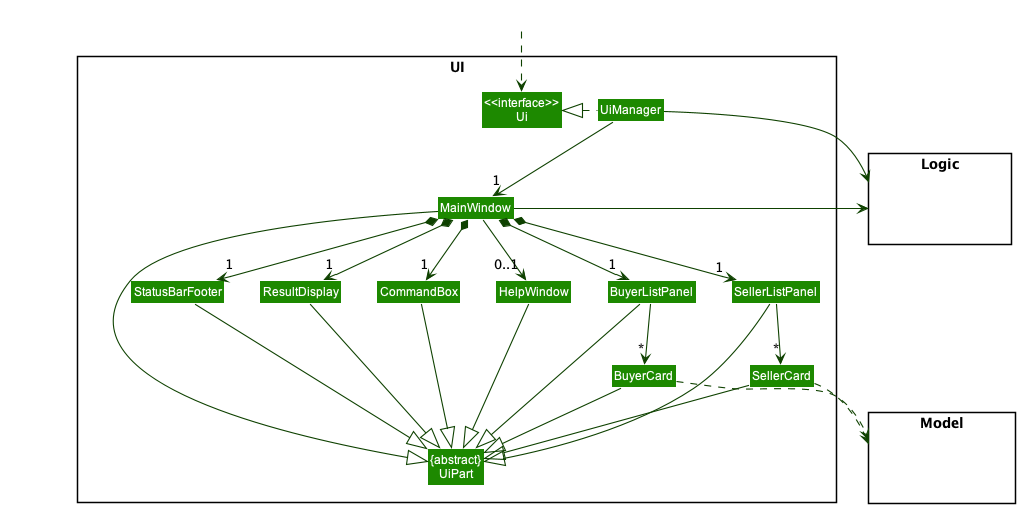 UI
<<interface>>
Ui
UiManager
Logic
1
MainWindow
1
1
1
0..1
1
1
StatusBarFooter
ResultDisplay
CommandBox
HelpWindow
BuyerListPanel
SellerListPanel
*
*
BuyerCard
SellerCard
Model
{abstract}
UiPart